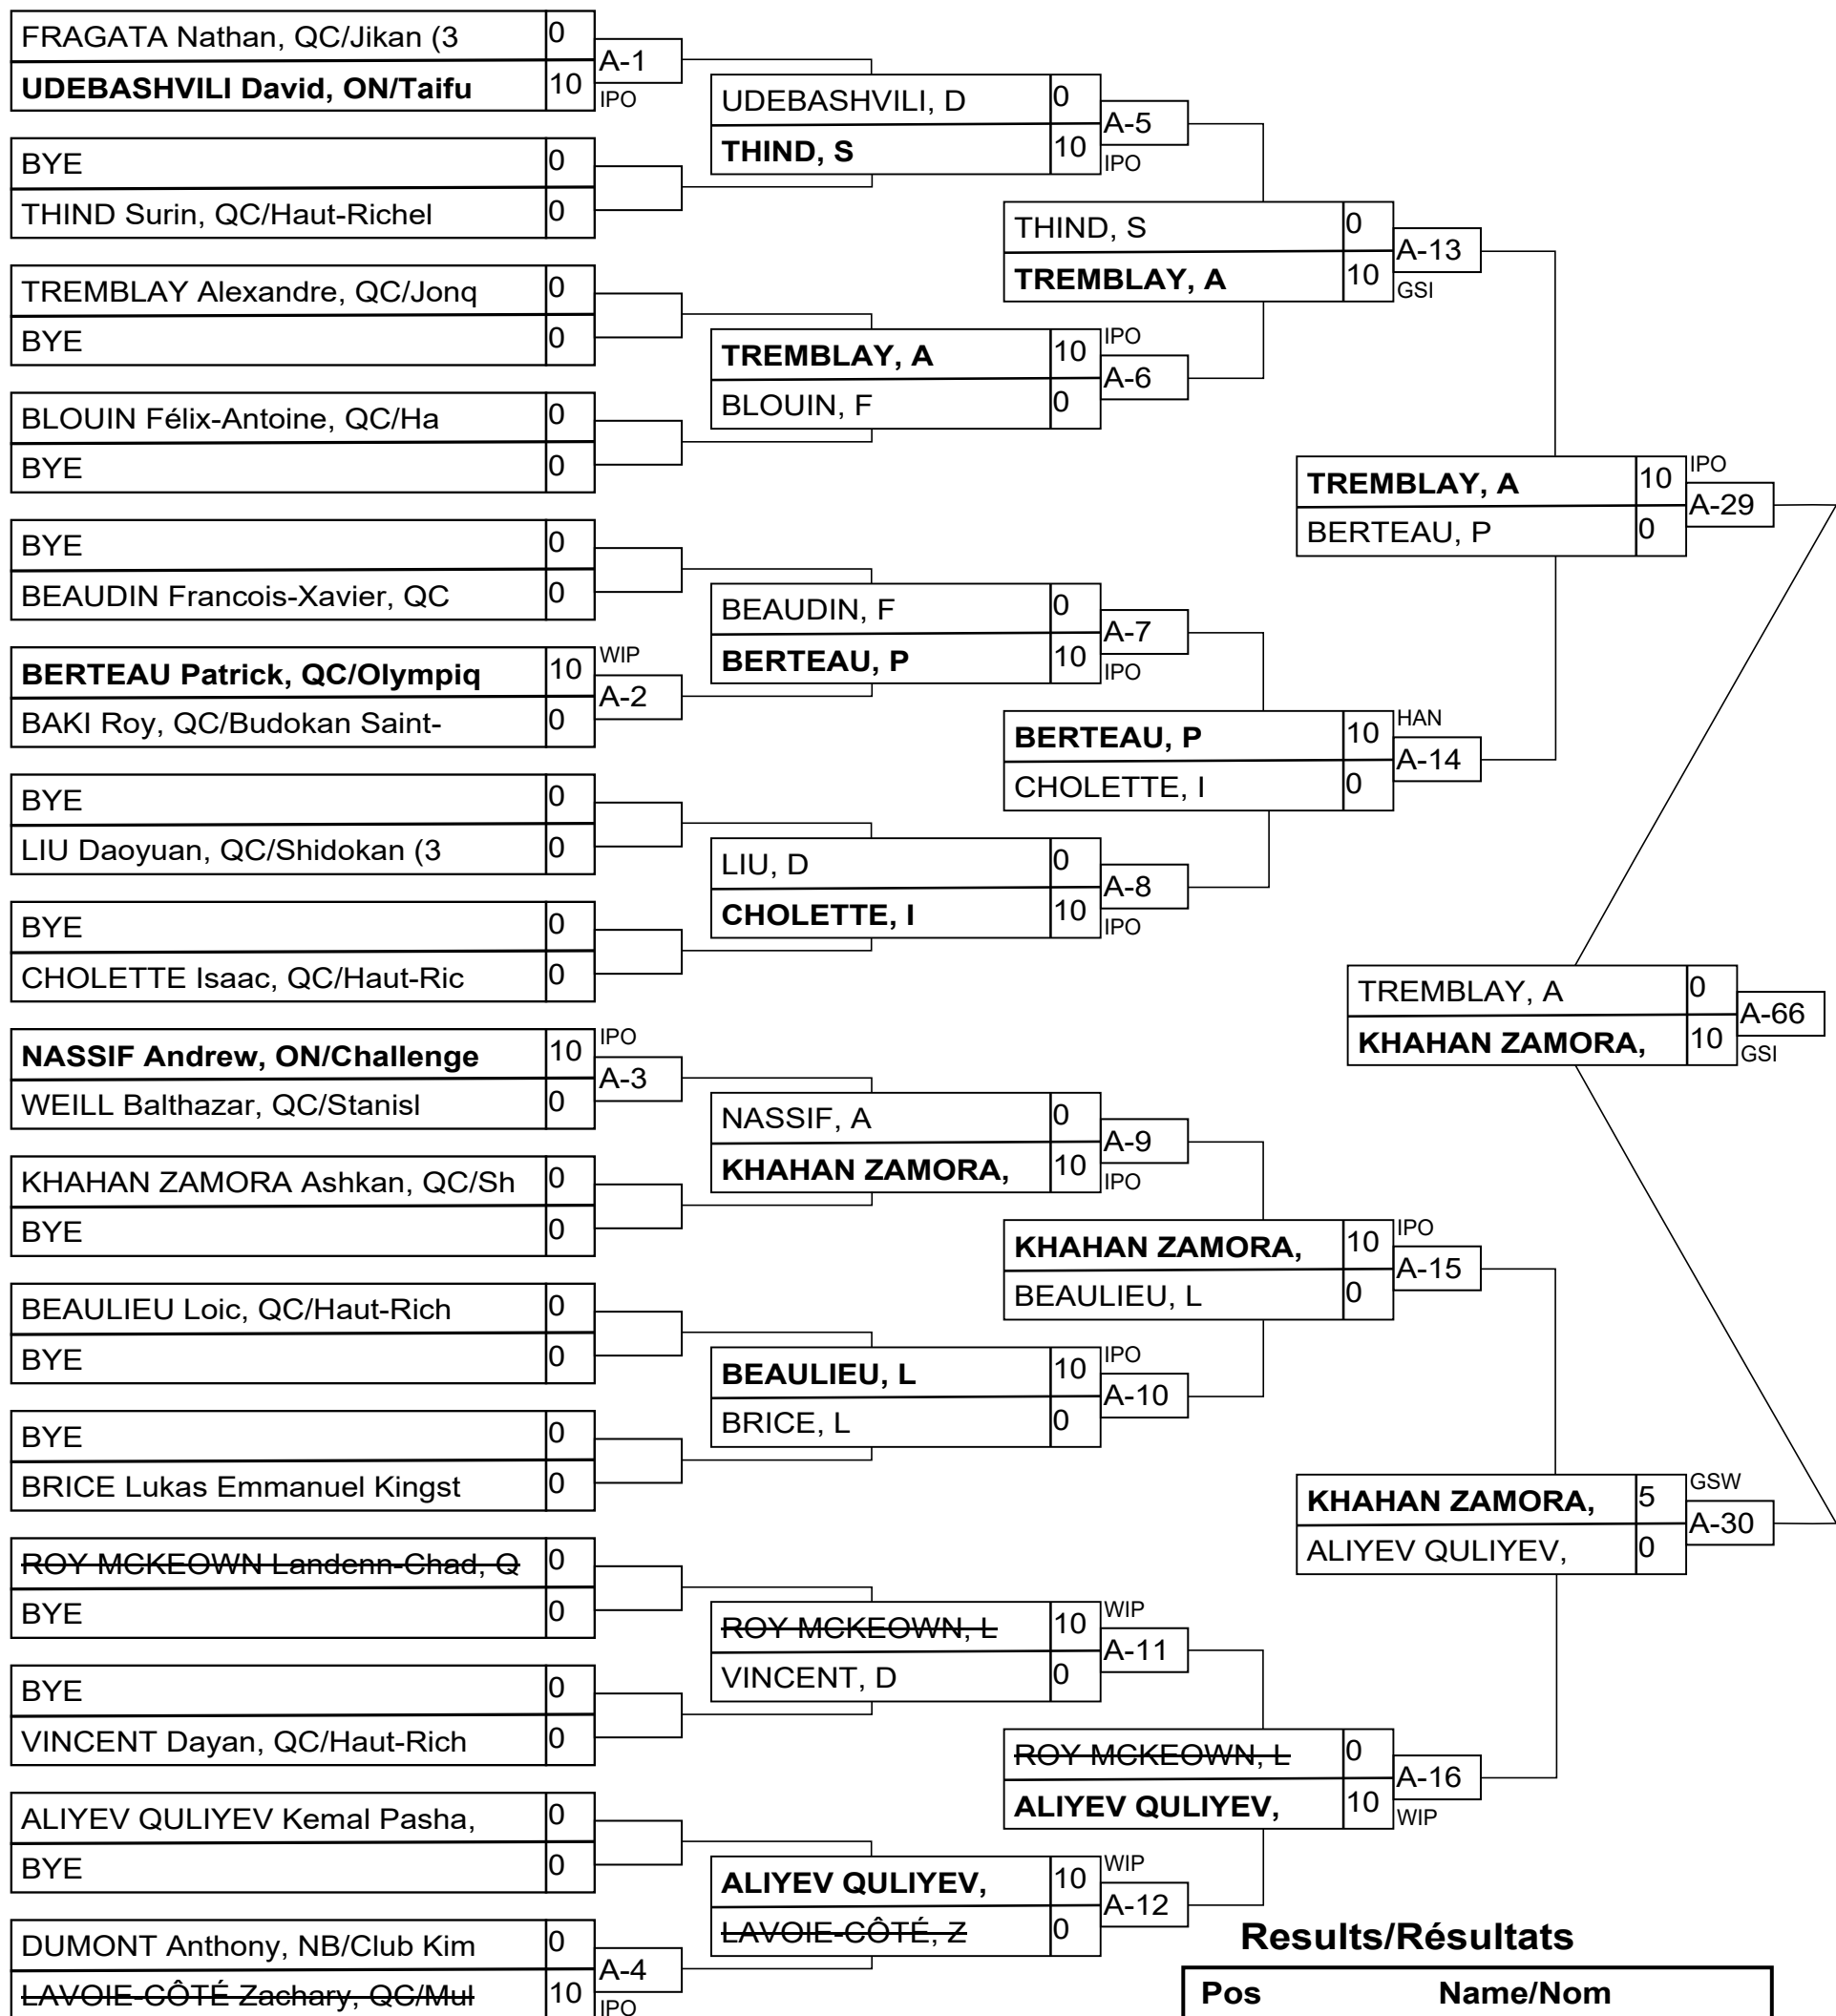 FRAGATA Nathan, QC/Jikan (3 0
UDEBASHVILI David, ON/Taifu 10
A-1
IPO
BYE 0
THIND Surin, QC/Haut-Richel 0
TREMBLAY Alexandre, QC/Jonq 0
BYE 0
BLOUIN Félix-Antoine, QC/Ha 0
BYE 0
BYE 0
BEAUDIN Francois-Xavier, QC 0
BERTEAU Patrick, QC/Olympiq 10
BAKI Roy, QC/Budokan Saint- 0
WIP
A-2
BYE 0
LIU Daoyuan, QC/Shidokan (3 0
BYE 0
CHOLETTE Isaac, QC/Haut-Ric 0
NASSIF Andrew, ON/Challenge 10
WEILL Balthazar, QC/Stanisl 0
IPO
A-3
KHAHAN ZAMORA Ashkan, QC/Sh 0
BYE 0
BEAULIEU Loic, QC/Haut-Rich 0
BYE 0
BYE 0
BRICE Lukas Emmanuel Kingst 0
ROY MCKEOWN Landenn-Chad, Q 0
BYE 0
BYE 0
VINCENT Dayan, QC/Haut-Rich 0
ALIYEV QULIYEV Kemal Pasha, 0
BYE 0
DUMONT Anthony, NB/Club Kim 0
LAVOIE-CÔTÉ Zachary, QC/Mul 10
A-4
IPO
UDEBASHVILI, D 0
THIND, S 10
A-5
IPO
TREMBLAY, A 10
BLOUIN, F 0
IPO
A-6
BEAUDIN, F 0
BERTEAU, P 10
A-7
IPO
LIU, D 0
CHOLETTE, I 10
A-8
IPO
NASSIF, A 0
KHAHAN ZAMORA, 10
A-9
IPO
BEAULIEU, L 10
BRICE, L 0
IPO
A-10
ROY MCKEOWN, L 10
VINCENT, D 0
WIP
A-11
ALIYEV QULIYEV, 10
LAVOIE-CÔTÉ, Z 0
WIP
A-12
THIND, S 0
TREMBLAY, A 10
A-13
GSI
BERTEAU, P 10
CHOLETTE, I 0
HAN
A-14
KHAHAN ZAMORA, 10
BEAULIEU, L 0
IPO
A-15
ROY MCKEOWN, L 0
ALIYEV QULIYEV, 10
A-16
WIP
TREMBLAY, A 10
BERTEAU, P 0
IPO
A-29
KHAHAN ZAMORA, 5
ALIYEV QULIYEV, 0
GSW
A-30
TREMBLAY, A 0
KHAHAN ZAMORA, 10
A-66
GSI
Results/Résultats
Pos Name/Nom